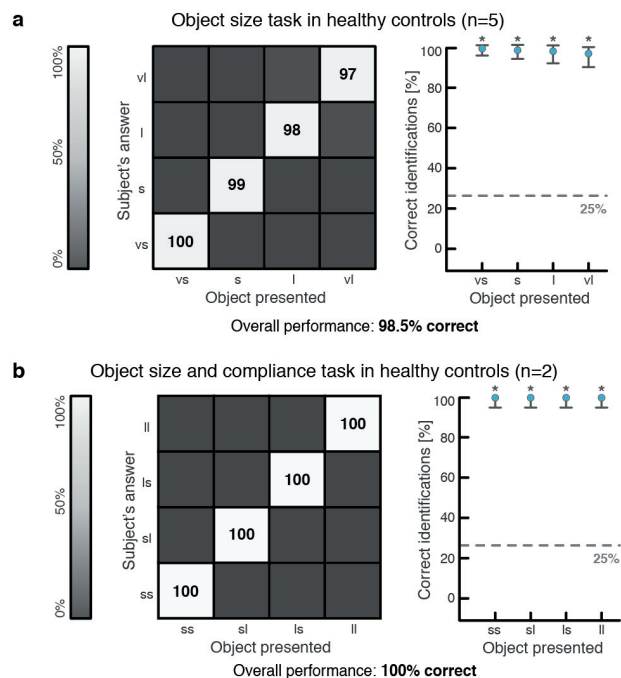 a
Object size task in healthy controls (n=5)
100%
50%
0%
Subject's answer
vl
l
s
vs
97
98
99
100
vs s l vl
Object presented
Correct identifications [%]
100
80
60
40
20
0
* * * *
25%
vs s l vl
Object presented
Overall performance: 98.5% correct
b
Object size and compliance task in healthy controls (n=2)
100%
50%
0%
Subject's answer
ll
ls
sl
ss
100
100
100
100
ss sl ls ll
Object presented
Correct identifications [%]
100
80
60
40
20
0
* * * *
25%
ss sl ls ll
Object presented
Overall performance: 100% correct